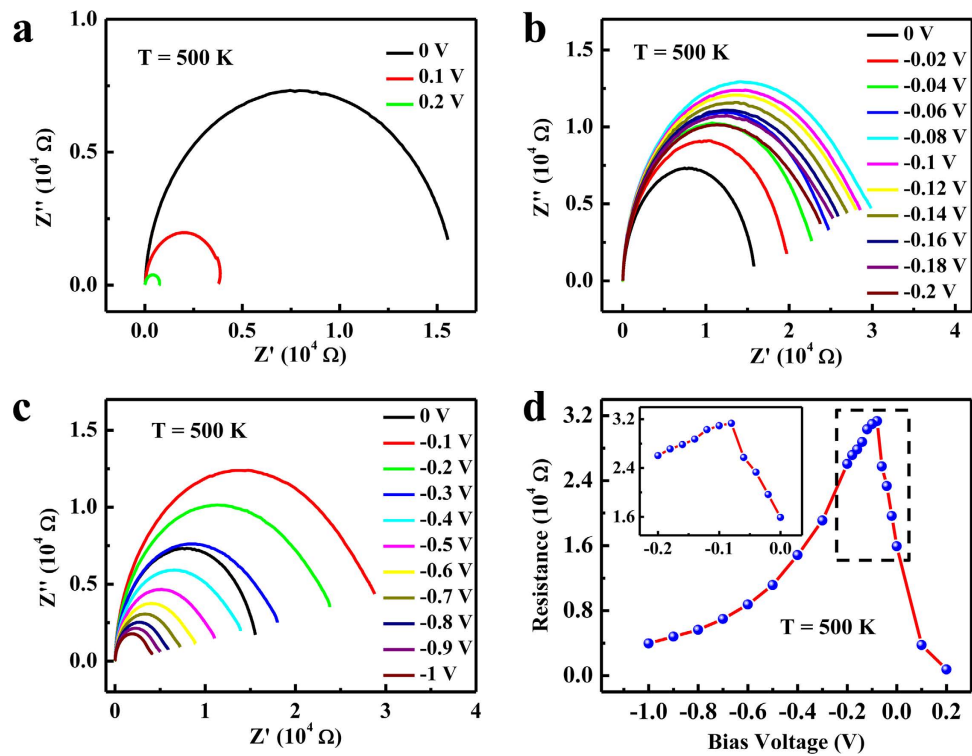 a
T = 500 K
0 V
0.1 V
0.2 V
1.0
0.5
0.0
Z'' (10⁴ Ω)
0.0 0.5 1.0 1.5
Z' (10⁴ Ω)
b
T = 500 K
0 V
-0.02 V
-0.04 V
-0.06 V
-0.08 V
-0.1 V
-0.12 V
-0.14 V
-0.16 V
-0.18 V
-0.2 V
1.5
1.0
0.5
0.0
Z'' (10⁴ Ω)
0 1 2 3 4
Z' (10⁴ Ω)
c
T = 500 K
0 V
-0.1 V
-0.2 V
-0.3 V
-0.4 V
-0.5 V
-0.6 V
-0.7 V
-0.8 V
-0.9 V
-1 V
1.5
1.0
0.5
0.0
Z'' (10⁴ Ω)
0 1 2 3 4
Z' (10⁴ Ω)
d
3.2
2.4
1.6
0.8
0.0
Resistance (10⁴ Ω)
3.2
2.4
1.6
-0.2 -0.1 0.0
T = 500 K
-1.0 -0.8 -0.6 -0.4 -0.2 0.0 0.2
Bias Voltage (V)